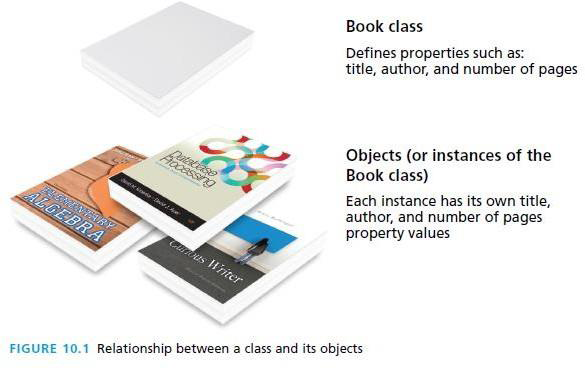 Book class
Defines properties such as:
title, author, and number of pages
Database
Processing
ELEMENTARY
ALGEBRA
Curious Writer
Objects (or instances of the
Book class)
Each instance has its own title,
author, and number of pages
property values
FIGURE 10.1 Relationship between a class and its objects